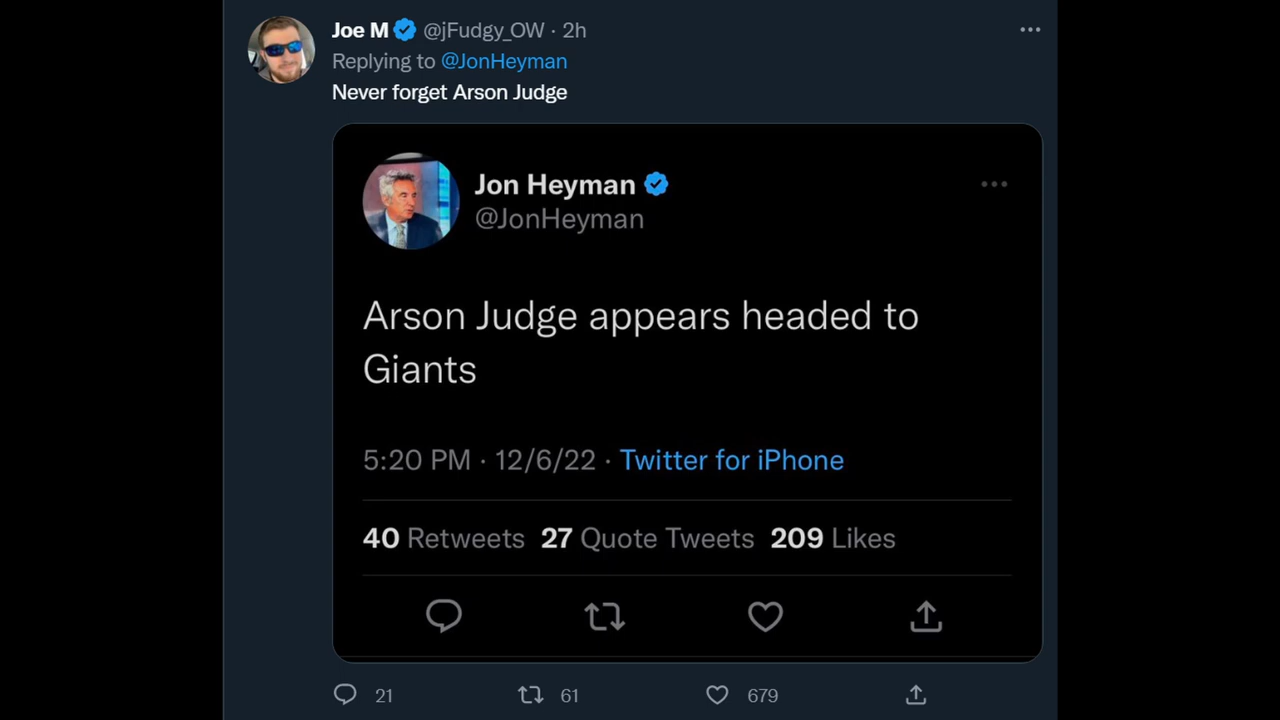 Joe M @jFudgy_OW · 2h
Replying to @JonHeyman
Never forget Arson Judge
Jon Heyman
@JonHeyman
Arson Judge appears headed to
Giants
5:20 PM · 12/6/22 · Twitter for iPhone
40 Retweets 27 Quote Tweets 209 Likes
21 61 679